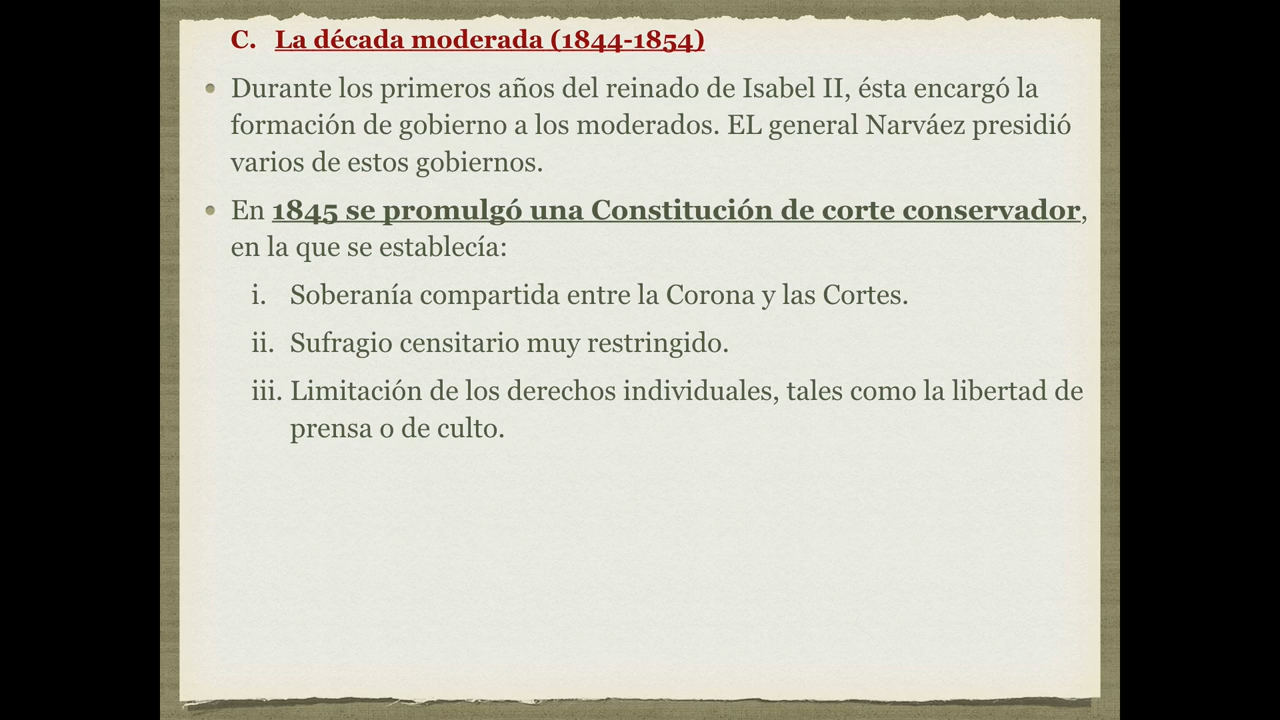 C. La década moderada (1844-1854)
• Durante los primeros años del reinado de Isabel II, ésta encargó la
formación de gobierno a los moderados. EL general Narváez presidió
varios de estos gobiernos.
• En 1845 se promulgó una Constitución de corte conservador,
en la que se establecía:
i. Soberanía compartida entre la Corona y las Cortes.
ii. Sufragio censitario muy restringido.
iii. Limitación de los derechos individuales, tales como la libertad de
prensa o de culto.